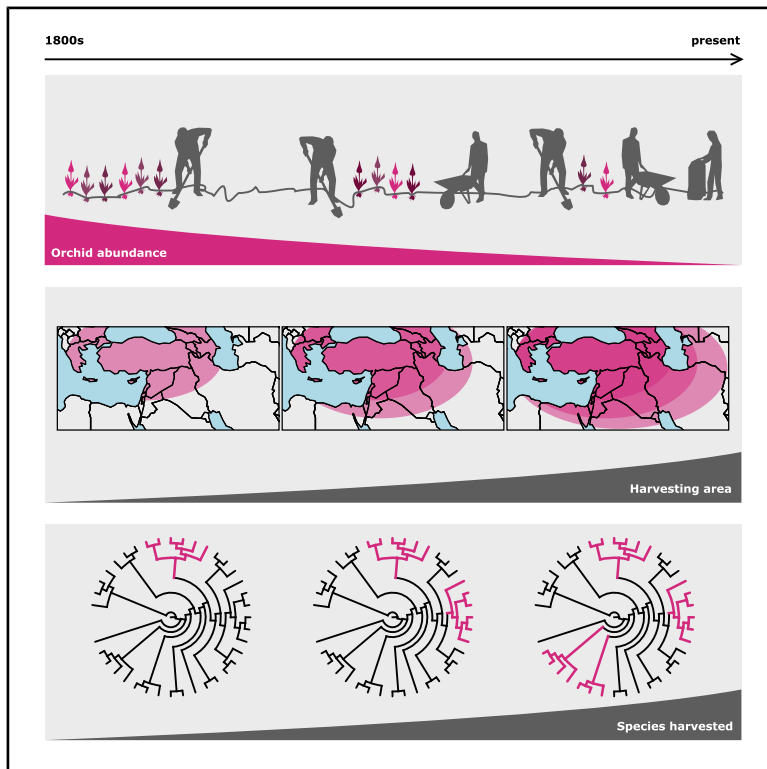 1800s
present
Orchid abundance
Harvesting area
Species harvested